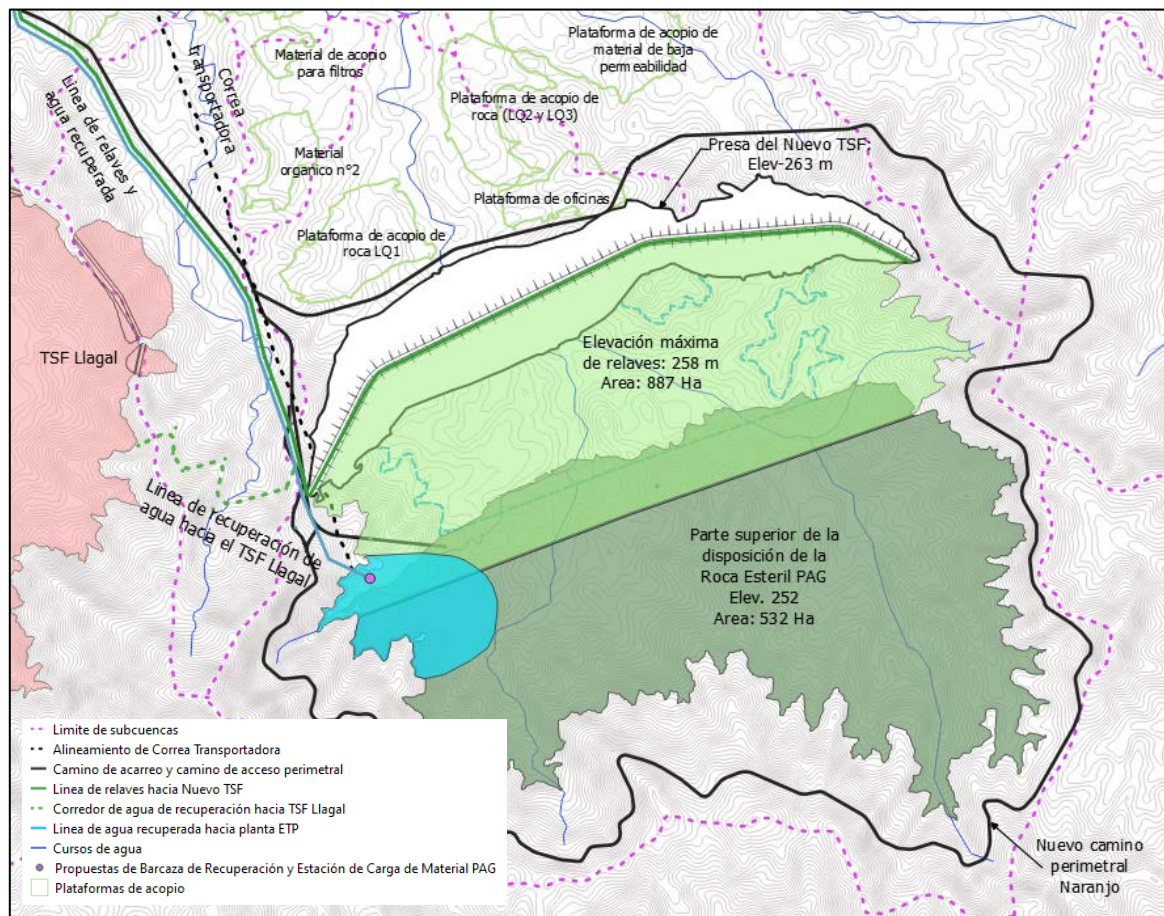 Plataforma de acopio de
material de baja
permeabilidad
Material de acopio
para filtros
Correa
transportadora
Linea de relaves y
agua recuperada
Plataforma de acopio de
roca (LQ2 y LQ3)
Presa del Nuevo TSF
Elev-263 m
Material
organico n°2
Plataforma de oficinas
Plataforma de acopio de
roca LQ1
TSF Llagal
Elevación máxima
de relaves: 258 m
Area: 887 Ha
Linea de recuperación de
agua hacia el TSF Llagal
Parte superior de la
disposición de la
Roca Esteril PAG
Elev. 252
Area: 532 Ha
Limite de subcuencas
Alineamiento de Correa Transportadora
Camino de acarreo y camino de acceso perimetral
Linea de relaves hacia Nuevo TSF
Corredor de agua de recuperación hacia TSF Llagal
Linea de agua recuperada hacia planta ETP
Cursos de agua
Propuestas de Barcaza de Recuperación y Estación de Carga de Material PAG
Plataformas de acopio
Nuevo camino
perimetral
Naranjo